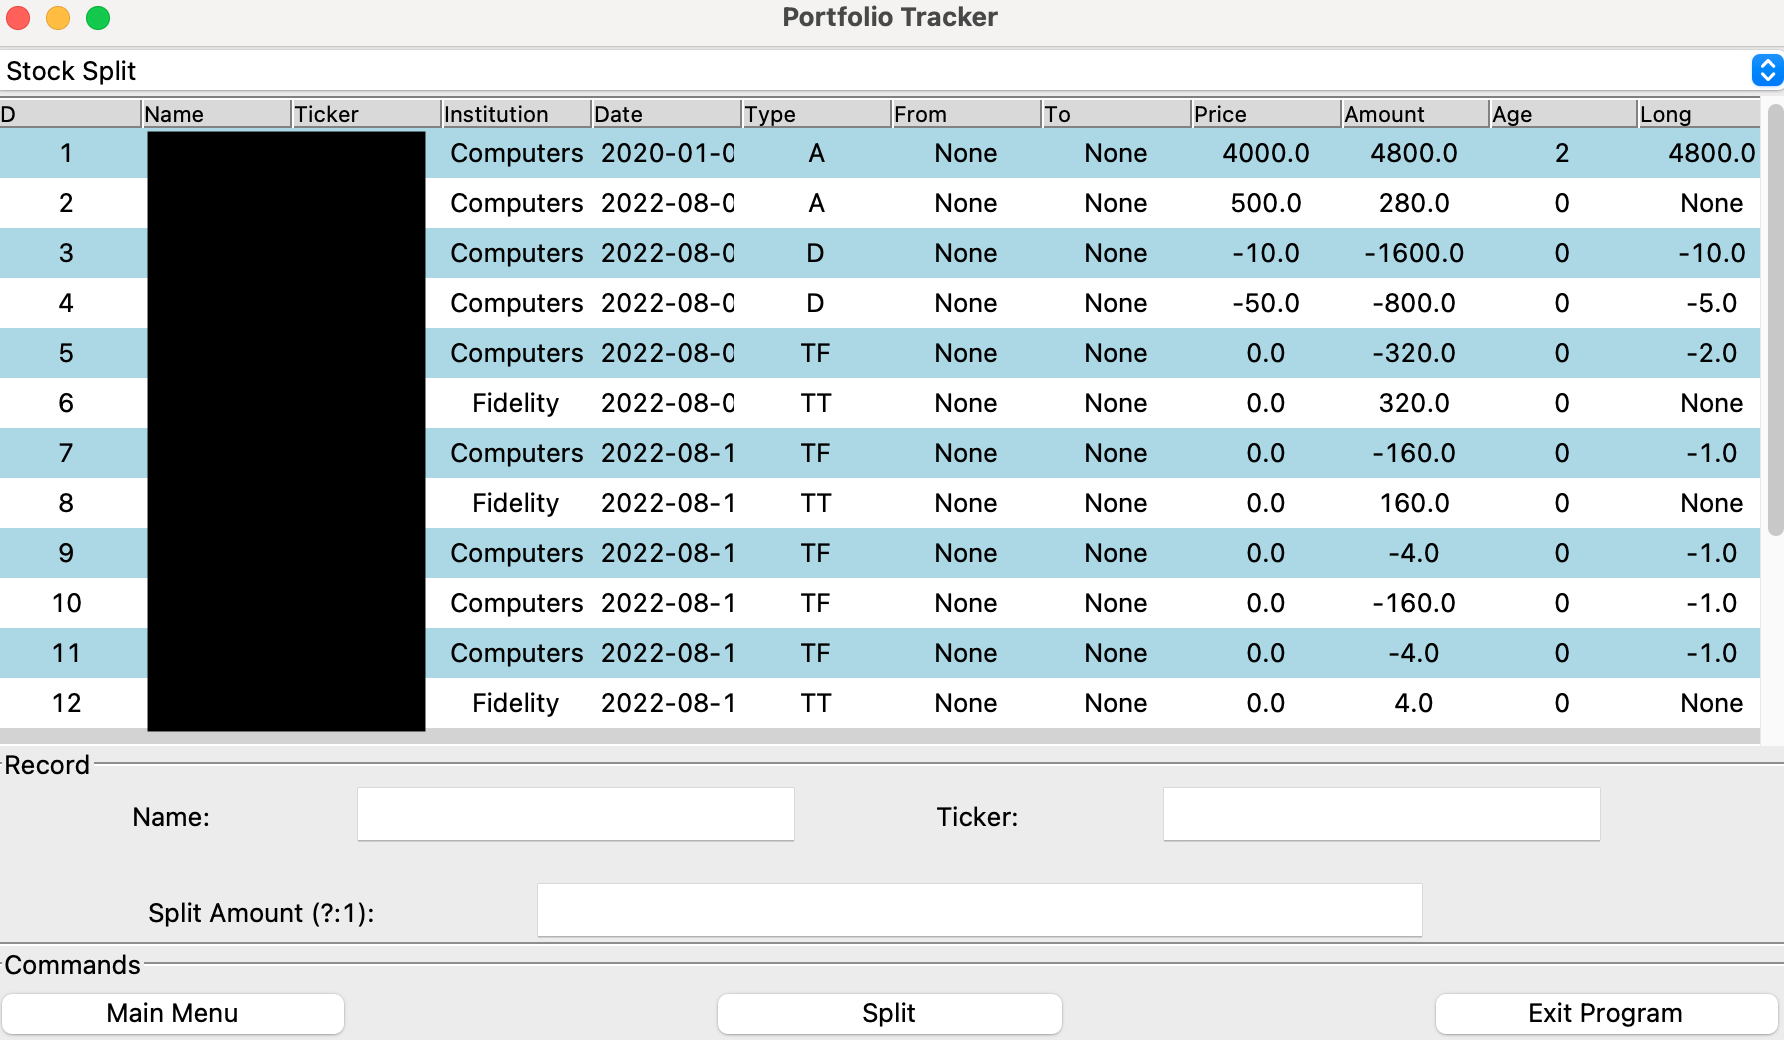 Portfolio Tracker
Stock Split
D Name Ticker Institution Date Type From To Price Amount Age Long
1 Computers 2020-01-0 A None None 4000.0 4800.0 2 4800.0
2 Computers 2022-08-0 A None None 500.0 280.0 0 None
3 Computers 2022-08-0 D None None -10.0 -1600.0 0 -10.0
4 Computers 2022-08-0 D None None -50.0 -800.0 0 -5.0
5 Computers 2022-08-0 TF None None 0.0 -320.0 0 -2.0
6 Fidelity 2022-08-0 TT None None 0.0 320.0 0 None
7 Computers 2022-08-1 TF None None 0.0 -160.0 0 -1.0
8 Fidelity 2022-08-1 TT None None 0.0 160.0 0 None
9 Computers 2022-08-1 TF None None 0.0 -4.0 0 -1.0
10 Computers 2022-08-1 TF None None 0.0 -160.0 0 -1.0
11 Computers 2022-08-1 TF None None 0.0 -4.0 0 -1.0
12 Fidelity 2022-08-1 TT None None 0.0 4.0 0 None
Record
Name: Ticker:
Split Amount (?:1):
Commands
Main Menu Split Exit Program